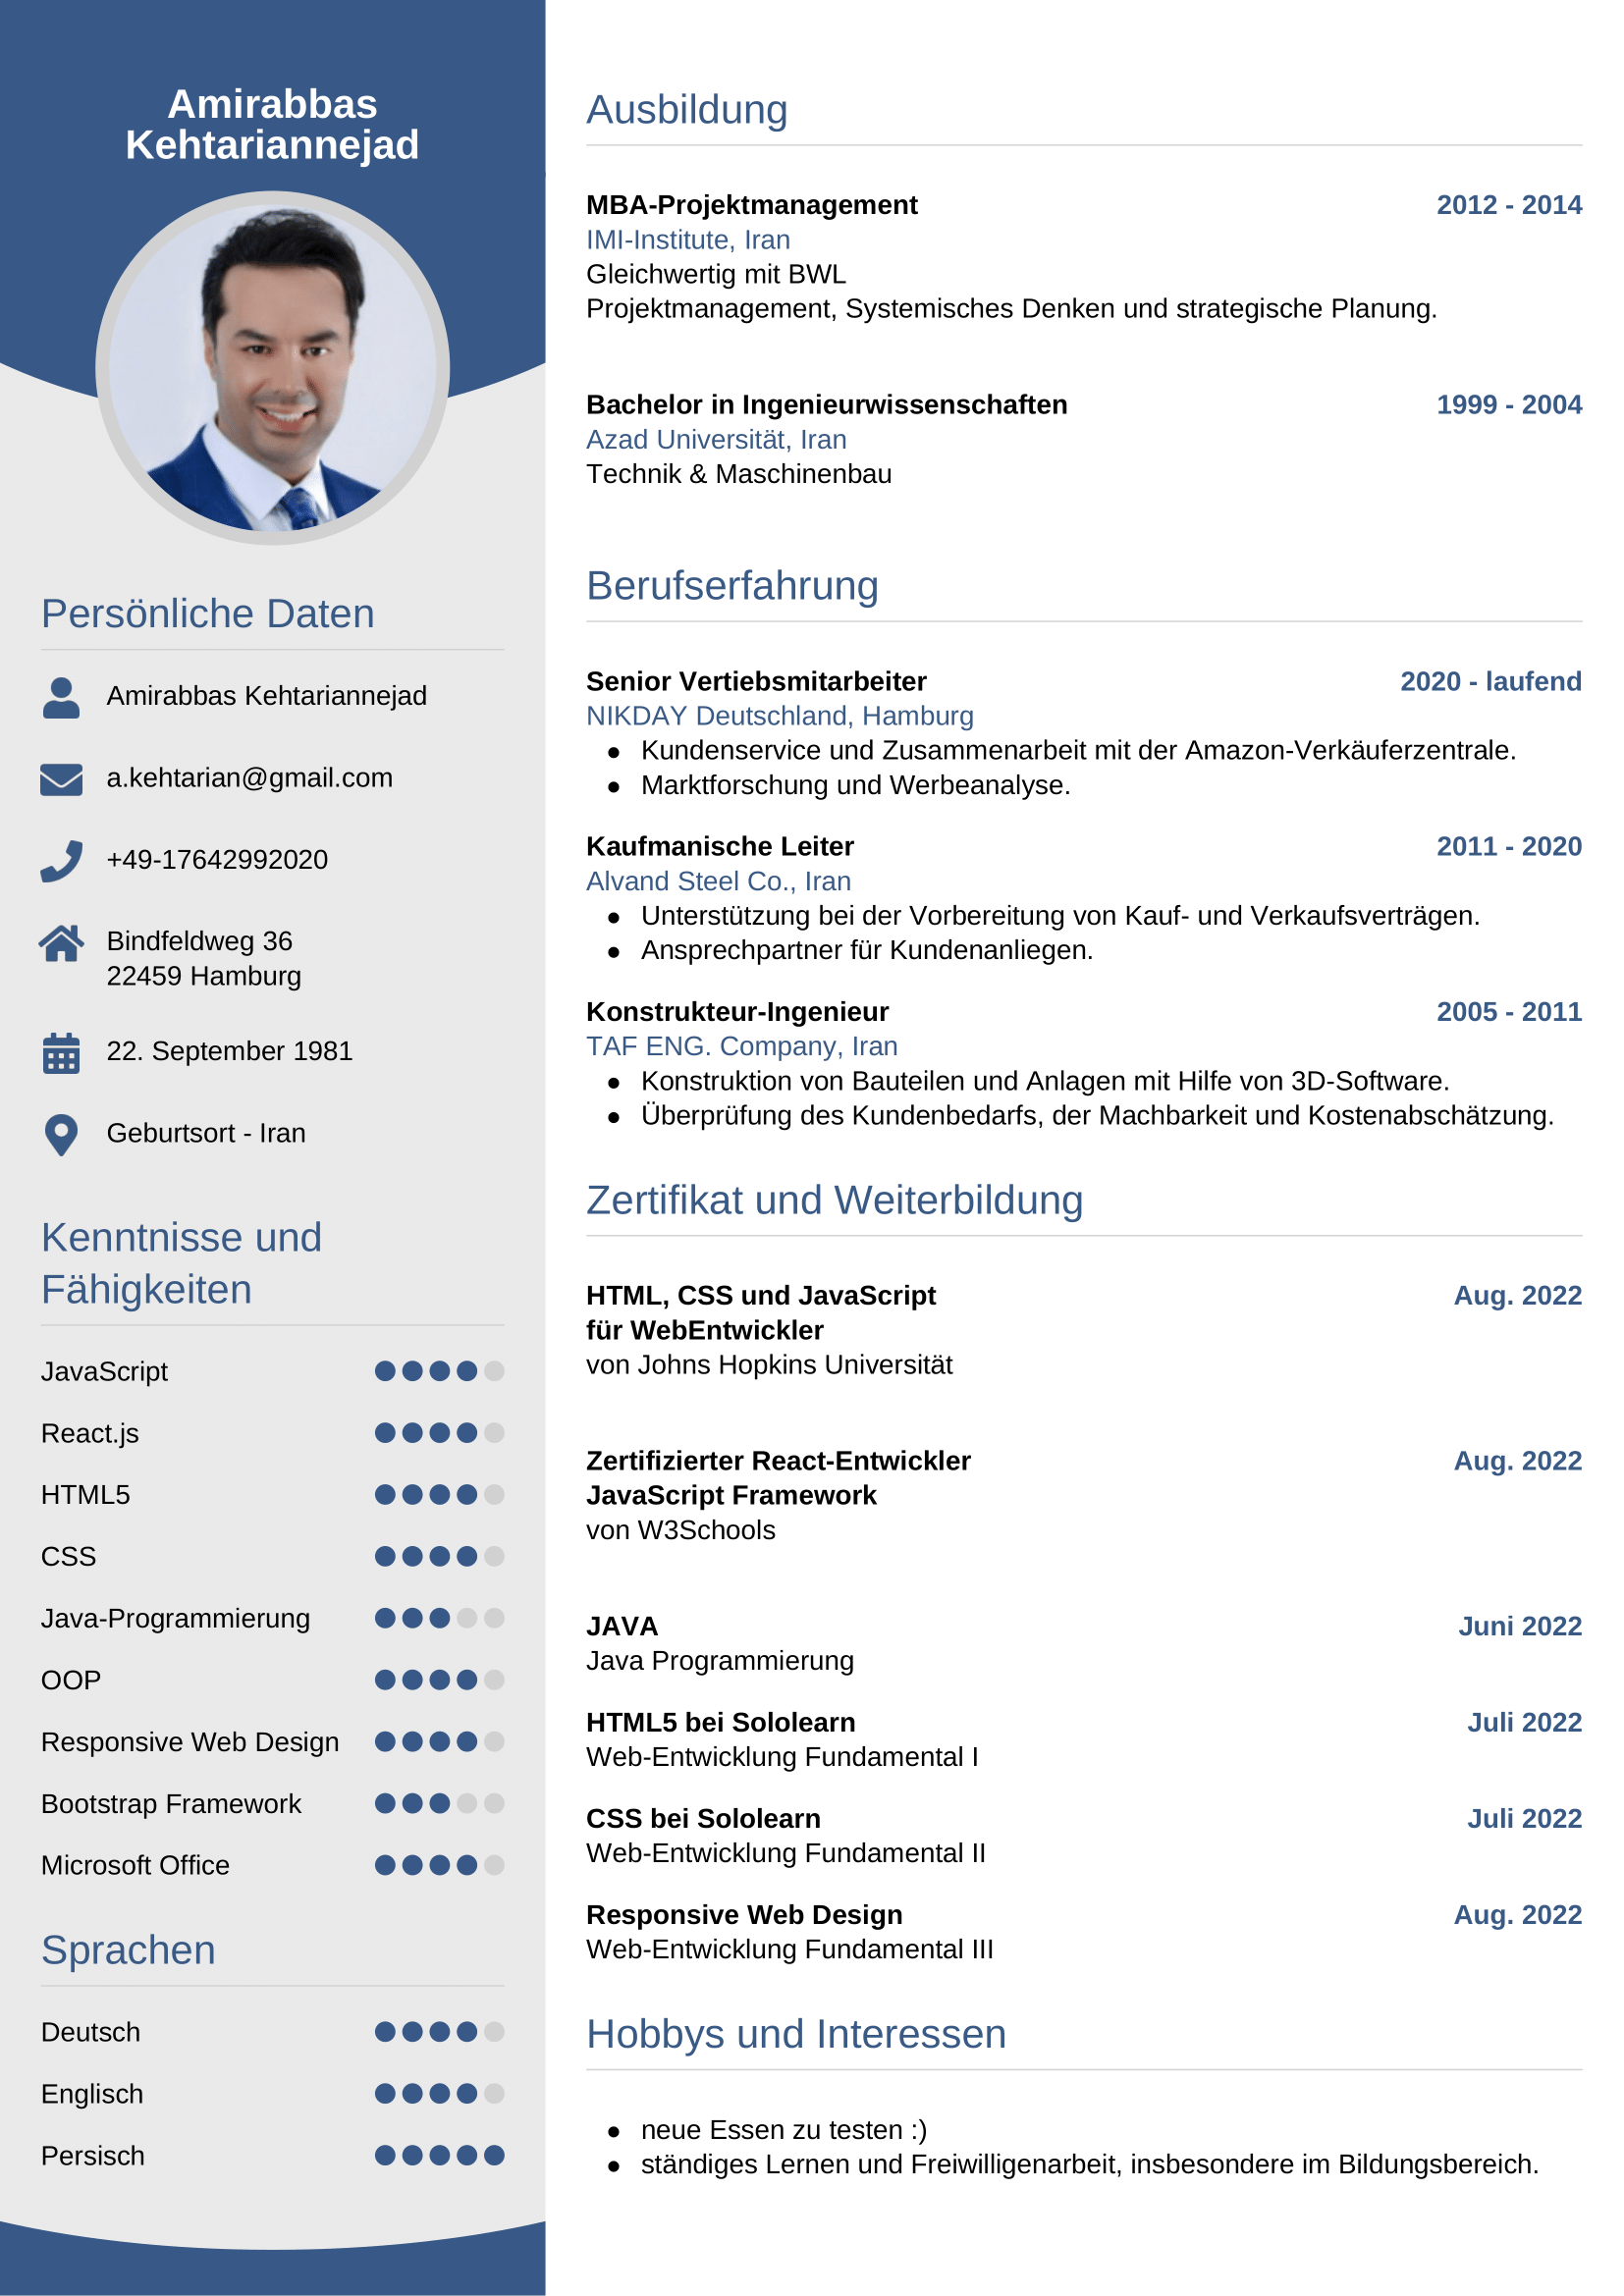 Amirabbas
Kehtariannejad
Persönliche Daten
Amirabbas Kehtariannejad
a.kehtarian@gmail.com
+49-17642992020
Bindfeldweg 36
22459 Hamburg
22. September 1981
Geburtsort - Iran
Kenntnisse und
Fähigkeiten
JavaScript
React.js
HTML5
CSS
Java-Programmierung
OOP
Responsive Web Design
Bootstrap Framework
Microsoft Office
Sprachen
Deutsch
Englisch
Persisch
Ausbildung
MBA-Projektmanagement 2012 - 2014
IMI-Institute, Iran
Gleichwertig mit BWL
Projektmanagement, Systemisches Denken und strategische Planung.
Bachelor in Ingenieurwissenschaften 1999 - 2004
Azad Universität, Iran
Technik & Maschinenbau
Berufserfahrung
Senior Vertiebsmitarbeiter 2020 - laufend
NIKDAY Deutschland, Hamburg
● Kundenservice und Zusammenarbeit mit der Amazon-Verkäuferzentrale.
● Marktforschung und Werbeanalyse.
Kaufmanische Leiter 2011 - 2020
Alvand Steel Co., Iran
● Unterstützung bei der Vorbereitung von Kauf- und Verkaufsverträgen.
● Ansprechpartner für Kundenanliegen.
Konstrukteur-Ingenieur 2005 - 2011
TAF ENG. Company, Iran
● Konstruktion von Bauteilen und Anlagen mit Hilfe von 3D-Software.
● Überprüfung des Kundenbedarfs, der Machbarkeit und Kostenabschätzung.
Zertifikat und Weiterbildung
HTML, CSS und JavaScript Aug. 2022
für WebEntwickler
von Johns Hopkins Universität
Zertifizierter React-Entwickler Aug. 2022
JavaScript Framework
von W3Schools
JAVA Juni 2022
Java Programmierung
HTML5 bei Sololearn Juli 2022
Web-Entwicklung Fundamental I
CSS bei Sololearn Juli 2022
Web-Entwicklung Fundamental II
Responsive Web Design Aug. 2022
Web-Entwicklung Fundamental III
Hobbys und Interessen
● neue Essen zu testen :)
● ständiges Lernen und Freiwilligenarbeit, insbesondere im Bildungsbereich.